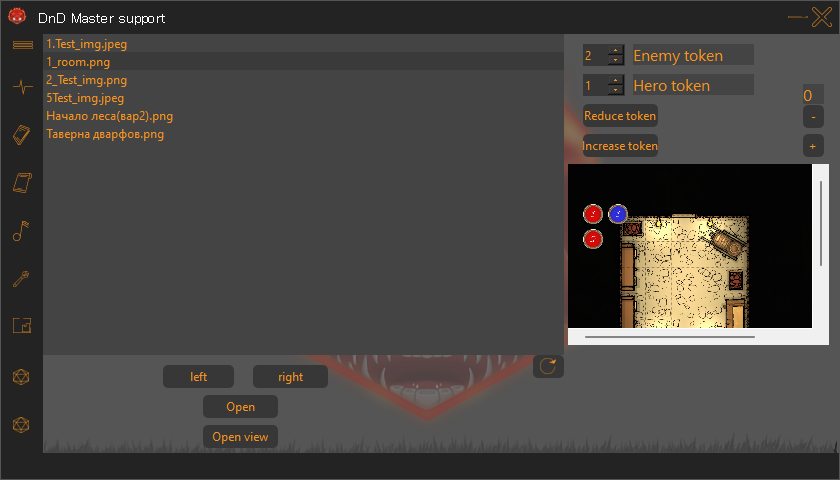 DnD Master support
1.Test_img.jpeg
1_room.png
2_Test_img.png
5Test_img.jpeg
Начало леса(вар2).png
Таверна дварфов.png
2 Enemy token
1 Hero token
0
Reduce token -
Increase token +
left right
Open
Open view